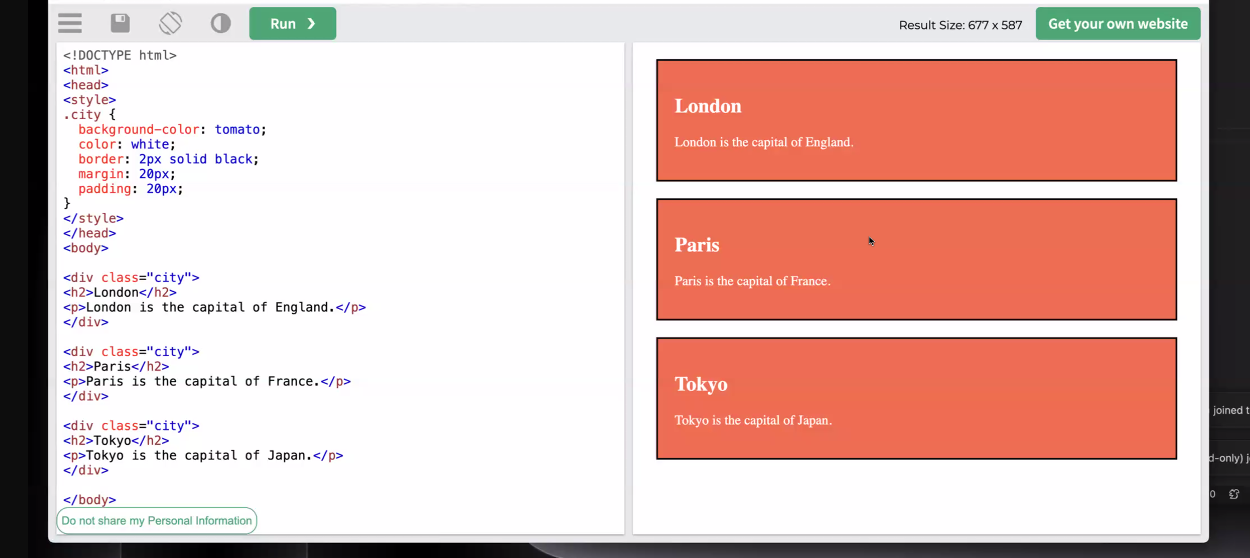 Run ❯
Result Size: 677 x 587
Get your own website
<!DOCTYPE html>
<html>
<head>
<style>
.city {
  background-color: tomato;
  color: white;
  border: 2px solid black;
  margin: 20px;
  padding: 20px;
}
</style>
</head>
<body>

<div class="city">
<h2>London</h2>
<p>London is the capital of England.</p>
</div>

<div class="city">
<h2>Paris</h2>
<p>Paris is the capital of France.</p>
</div>

<div class="city">
<h2>Tokyo</h2>
<p>Tokyo is the capital of Japan.</p>
</div>

</body>
Do not share my Personal Information
London
London is the capital of England.
Paris
Paris is the capital of France.
Tokyo
Tokyo is the capital of Japan.
joined t
d-only) j
0